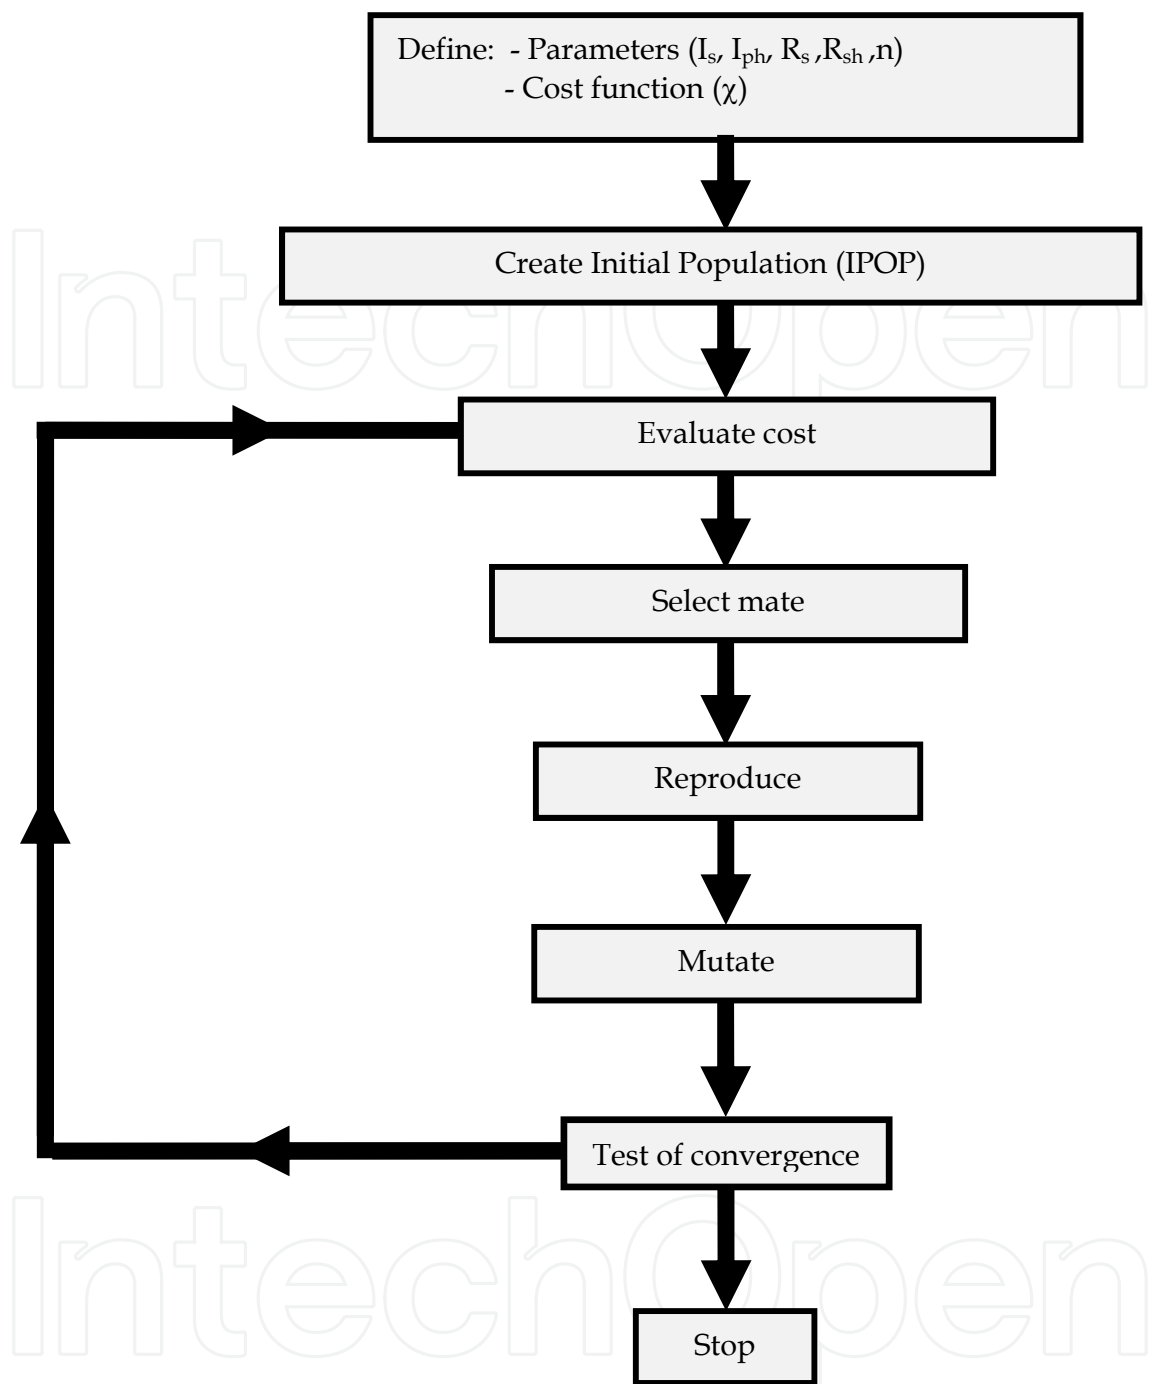 Define: - Parameters (Is, Iph, Rs ,Rsh ,n)
- Cost function (χ)
Create Initial Population (IPOP)
IntechOpen
Evaluate cost
Select mate
Reproduce
Mutate
Test of convergence
IntechOpen
Stop